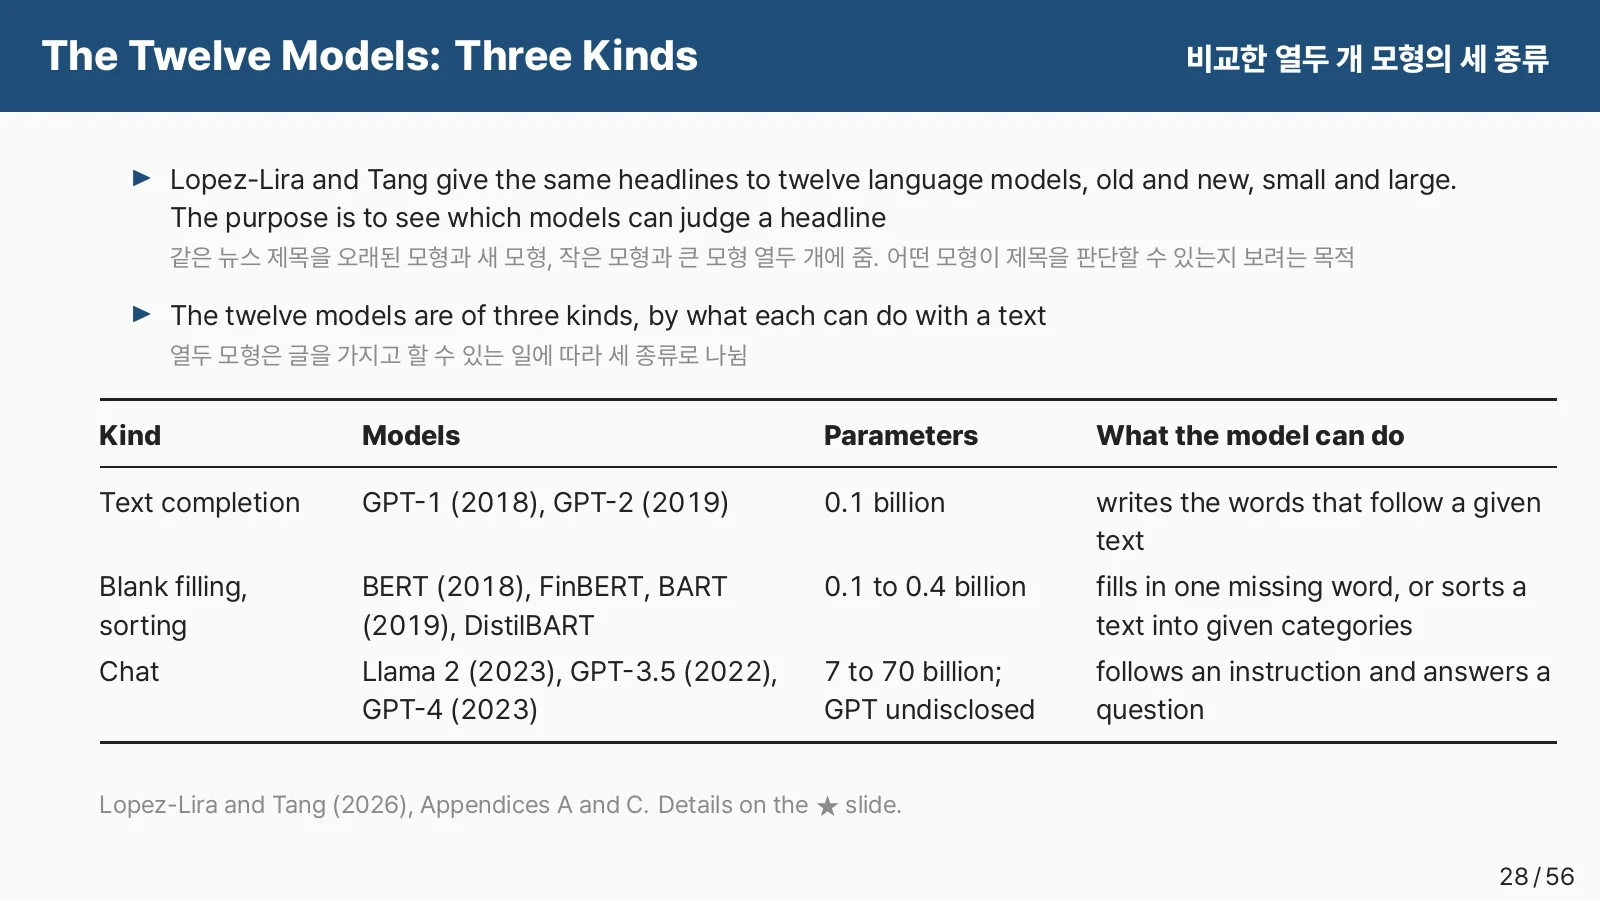 The Twelve Models: Three Kinds
비교한 열두 개 모형의 세 종류
► Lopez-Lira and Tang give the same headlines to twelve language models, old and new, small and large.
The purpose is to see which models can judge a headline
같은 뉴스 제목을 오래된 모형과 새 모형, 작은 모형과 큰 모형 열두 개에 줌. 어떤 모형이 제목을 판단할 수 있는지 보려는 목적
► The twelve models are of three kinds, by what each can do with a text
열두 모형은 글을 가지고 할 수 있는 일에 따라 세 종류로 나뉨
Kind Models Parameters What the model can do
Text completion GPT-1 (2018), GPT-2 (2019) 0.1 billion writes the words that follow a given
text
Blank filling, BERT (2018), FinBERT, BART 0.1 to 0.4 billion fills in one missing word, or sorts a
sorting (2019), DistilBART text into given categories
Chat Llama 2 (2023), GPT-3.5 (2022), 7 to 70 billion; follows an instruction and answers a
GPT-4 (2023) GPT undisclosed question
Lopez-Lira and Tang (2026), Appendices A and C. Details on the ★ slide.
28 / 56